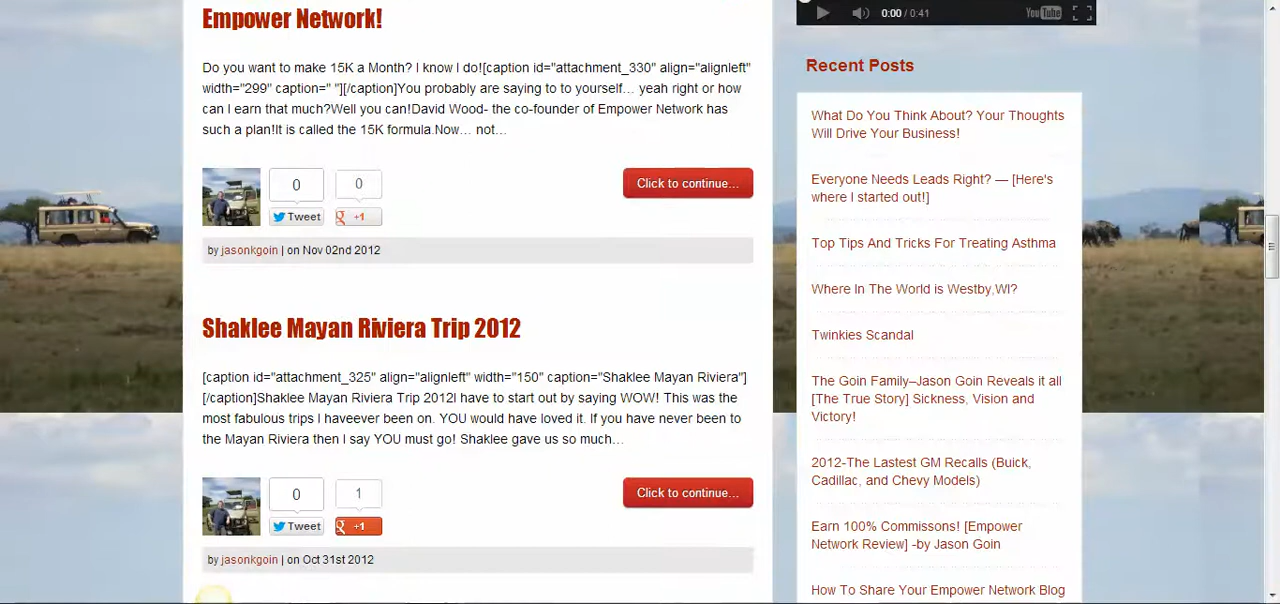 Empower Network!
Do you want to make 15K a Month? I know I do![caption id="attachment_330" align="alignleft"
width="299" caption=" "][/caption]You probably are saying to to yourself... yeah right or how
can I earn that much?Well you can!David Wood- the co-founder of Empower Network has
such a plan!It is called the 15K formula.Now... not...
0
0
Click to continue...
Tweet
+1
by jasonkgoin | on Nov 02nd 2012
Shaklee Mayan Riviera Trip 2012
[caption id="attachment_325" align="alignleft" width="150" caption="Shaklee Mayan Riviera"]
[/caption]Shaklee Mayan Riviera Trip 2012I have to start out by saying WOW! This was the
most fabulous trips I haveever been on. YOU would have loved it. If you have never been to
the Mayan Riviera then I say YOU must go! Shaklee gave us so much...
0
1
Click to continue...
Tweet
+1
by jasonkgoin | on Oct 31st 2012
0:00 / 0:41
YouTube
Recent Posts
What Do You Think About? Your Thoughts
Will Drive Your Business!
Everyone Needs Leads Right? — [Here's
where I started out!]
Top Tips And Tricks For Treating Asthma
Where In The World is Westby,WI?
Twinkies Scandal
The Goin Family–Jason Goin Reveals it all
[The True Story] Sickness, Vision and
Victory!
2012-The Lastest GM Recalls (Buick,
Cadillac, and Chevy Models)
Earn 100% Commissons! [Empower
Network Review] -by Jason Goin
How To Share Your Empower Network Blog